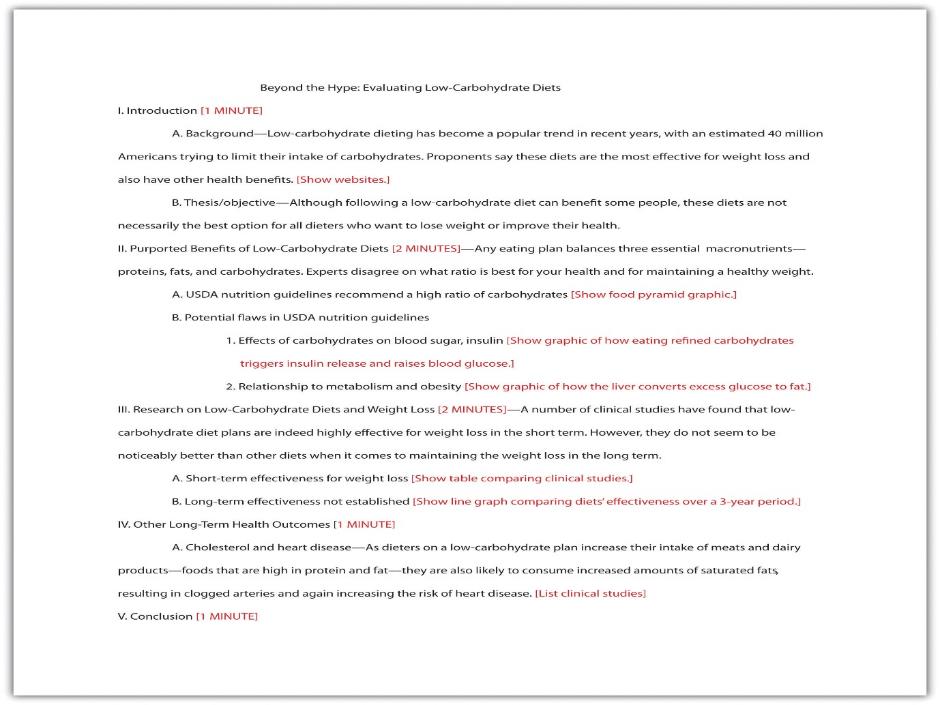 Beyond the Hype: Evaluating Low-Carbohydrate Diets
I. Introduction [1 MINUTE]
A. Background—Low-carbohydrate dieting has become a popular trend in recent years, with an estimated 40 million
Americans trying to limit their intake of carbohydrates. Proponents say these diets are the most effective for weight loss and
also have other health benefits. [Show websites.]
B. Thesis/objective—Although following a low-carbohydrate diet can benefit some people, these diets are not
necessarily the best option for all dieters who want to lose weight or improve their health.
II. Purported Benefits of Low-Carbohydrate Diets [2 MINUTES]—Any eating plan balances three essential macronutrients—
proteins, fats, and carbohydrates. Experts disagree on what ratio is best for your health and for maintaining a healthy weight.
A. USDA nutrition guidelines recommend a high ratio of carbohydrates [Show food pyramid graphic.]
B. Potential flaws in USDA nutrition guidelines
1. Effects of carbohydrates on blood sugar, insulin [Show graphic of how eating refined carbohydrates
triggers insulin release and raises blood glucose.]
2. Relationship to metabolism and obesity [Show graphic of how the liver converts excess glucose to fat.]
III. Research on Low-Carbohydrate Diets and Weight Loss [2 MINUTES]—A number of clinical studies have found that low-
carbohydrate diet plans are indeed highly effective for weight loss in the short term. However, they do not seem to be
noticeably better than other diets when it comes to maintaining the weight loss in the long term.
A. Short-term effectiveness for weight loss [Show table comparing clinical studies.]
B. Long-term effectiveness not established [Show line graph comparing diets' effectiveness over a 3-year period.]
IV. Other Long-Term Health Outcomes [1 MINUTE]
A. Cholesterol and heart disease—As dieters on a low-carbohydrate plan increase their intake of meats and dairy
products—foods that are high in protein and fat—they are also likely to consume increased amounts of saturated fats,
resulting in clogged arteries and again increasing the risk of heart disease. [List clinical studies]
V. Conclusion [1 MINUTE]